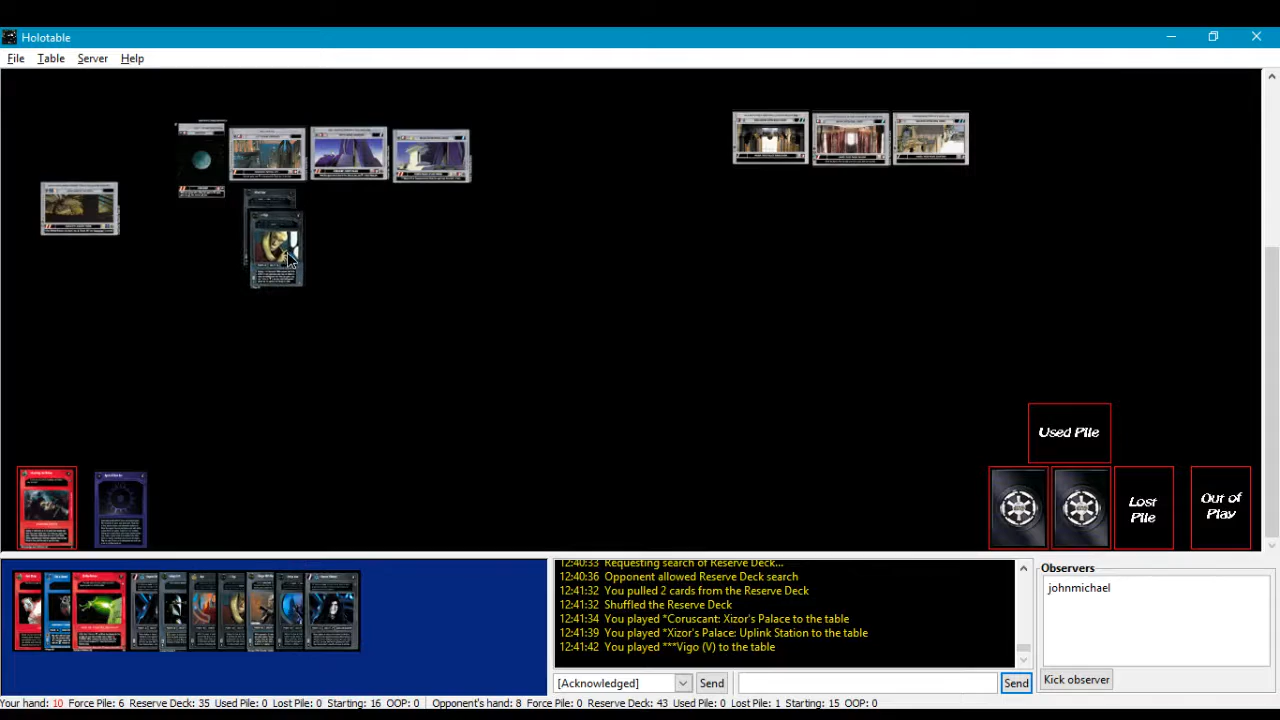 Holotable
File Table Server Help
Used Pile
Lost
Pile
Out of
Play
12:40:33 Requesting search of Reserve Deck...
12:40:36 Opponent allowed Reserve Deck search
12:41:32 You pulled 2 cards from the Reserve Deck
12:41:32 Shuffled the Reserve Deck
12:41:34 You played *Coruscant: Xizor's Palace to the table
12:41:39 You played *Xizor's Palace: Uplink Station to the table
12:41:42 You played ***Vigo (V) to the table
[Acknowledged] Send Send
Observers
johnmichael
Kick observer
Your hand: 10 Force Pile: 6 Reserve Deck: 35 Used Pile: 0 Lost Pile: 0 Starting: 16 OOP: 0 Opponent's hand: 8 Force Pile: 0 Reserve Deck: 43 Used Pile: 0 Lost Pile: 1 Starting: 15 OOP: 0